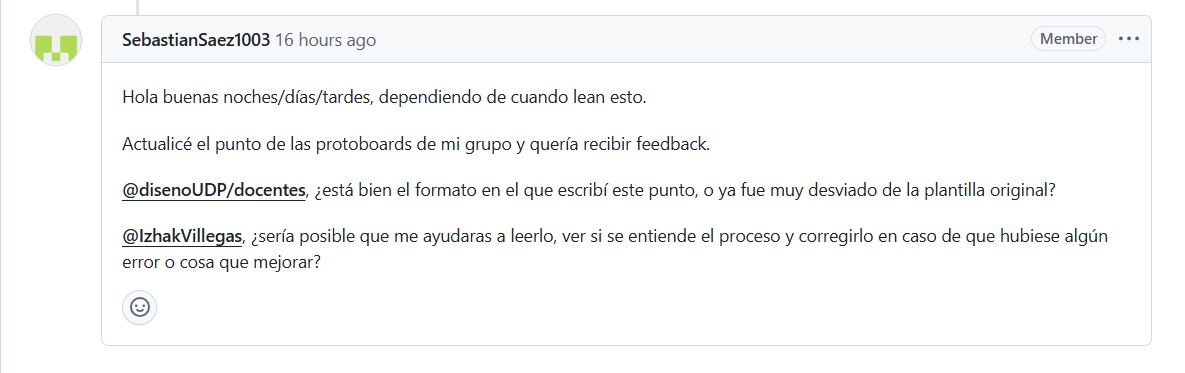 SebastianSaez1003 16 hours ago
Member
Hola buenas noches/días/tardes, dependiendo de cuando lean esto.
Actualicé el punto de las protoboards de mi grupo y quería recibir feedback.
@disenoUDP/docentes, ¿está bien el formato en el que escribí este punto, o ya fue muy desviado de la plantilla original?
@IzhakVillegas, ¿sería posible que me ayudaras a leerlo, ver si se entiende el proceso y corregirlo en caso de que hubiese algún
error o cosa que mejorar?